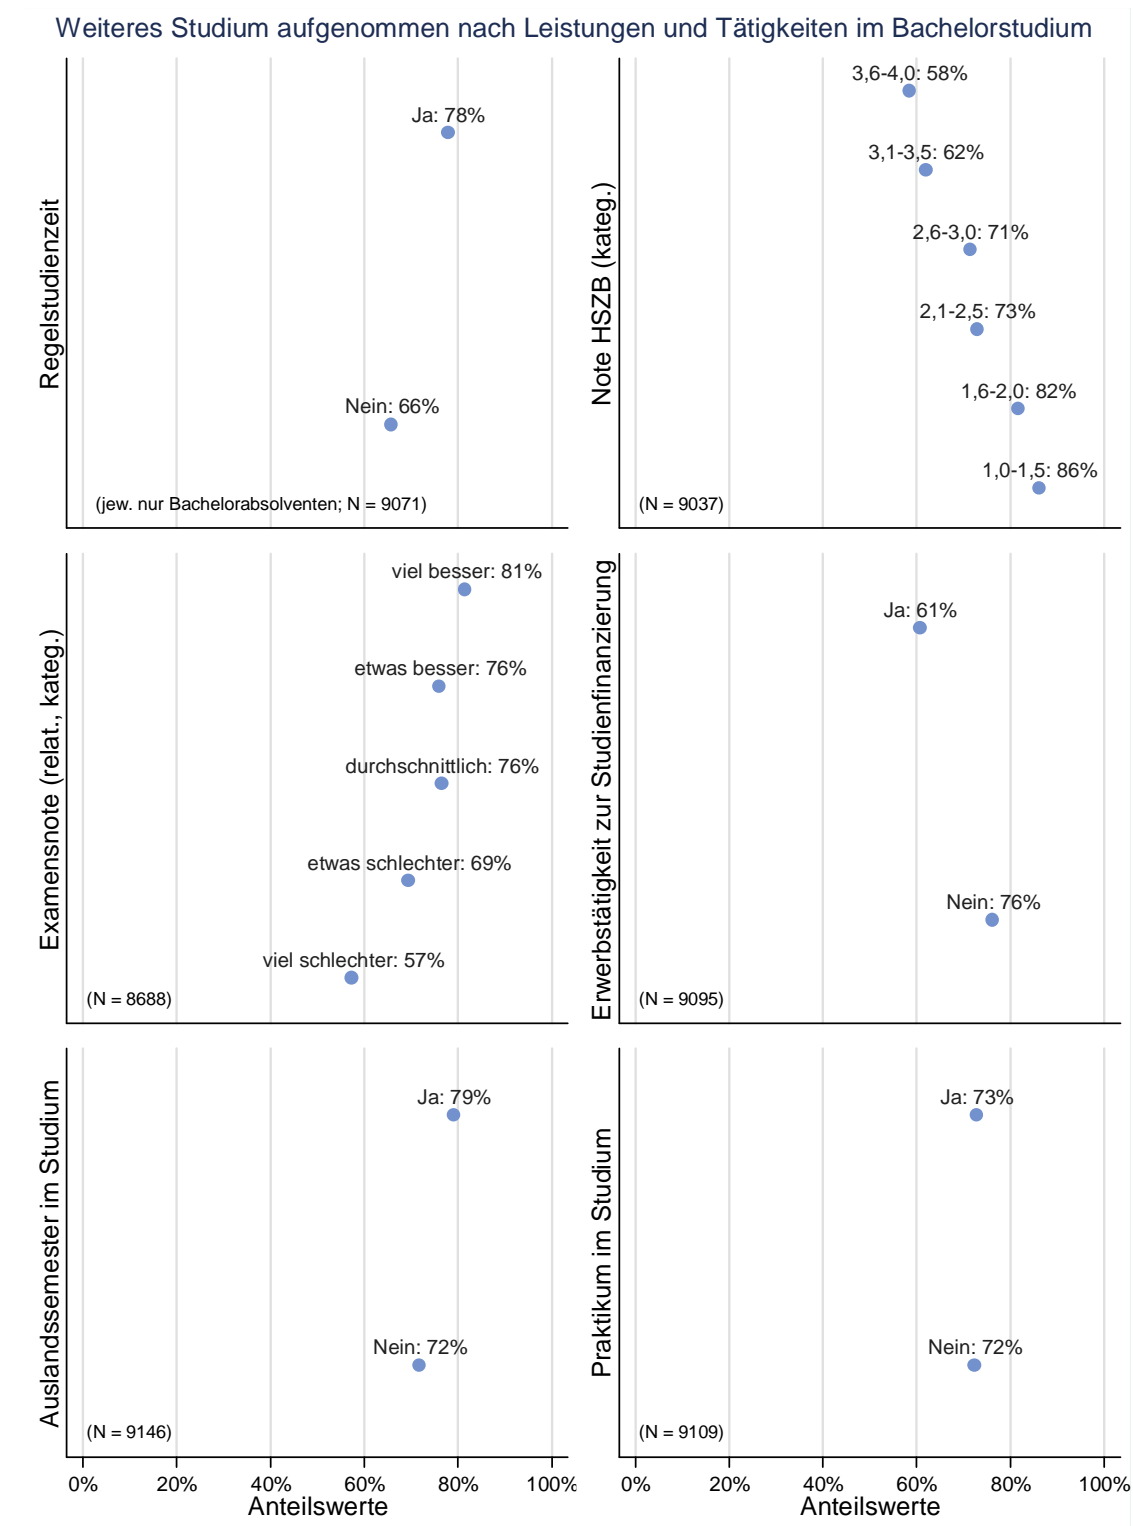 Weiteres Studium aufgenommen nach Leistungen und Tätigkeiten im Bachelorstudium
Regelstudienzeit
Ja: 78%
Nein: 66%
(jew. nur Bachelorabsolventen; N = 9071)
Note HSZB (kateg.)
3,6-4,0: 58%
3,1-3,5: 62%
2,6-3,0: 71%
2,1-2,5: 73%
1,6-2,0: 82%
1,0-1,5: 86%
(N = 9037)
Examensnote (relat., kateg.)
viel besser: 81%
etwas besser: 76%
durchschnittlich: 76%
etwas schlechter: 69%
viel schlechter: 57%
(N = 8688)
Erwerbstätigkeit zur Studienfinanzierung
Ja: 61%
Nein: 76%
(N = 9095)
Auslandssemester im Studium
Ja: 79%
Nein: 72%
(N = 9146)
0% 20% 40% 60% 80% 100%
Anteilswerte
Praktikum im Studium
Ja: 73%
Nein: 72%
(N = 9109)
0% 20% 40% 60% 80% 100%
Anteilswerte